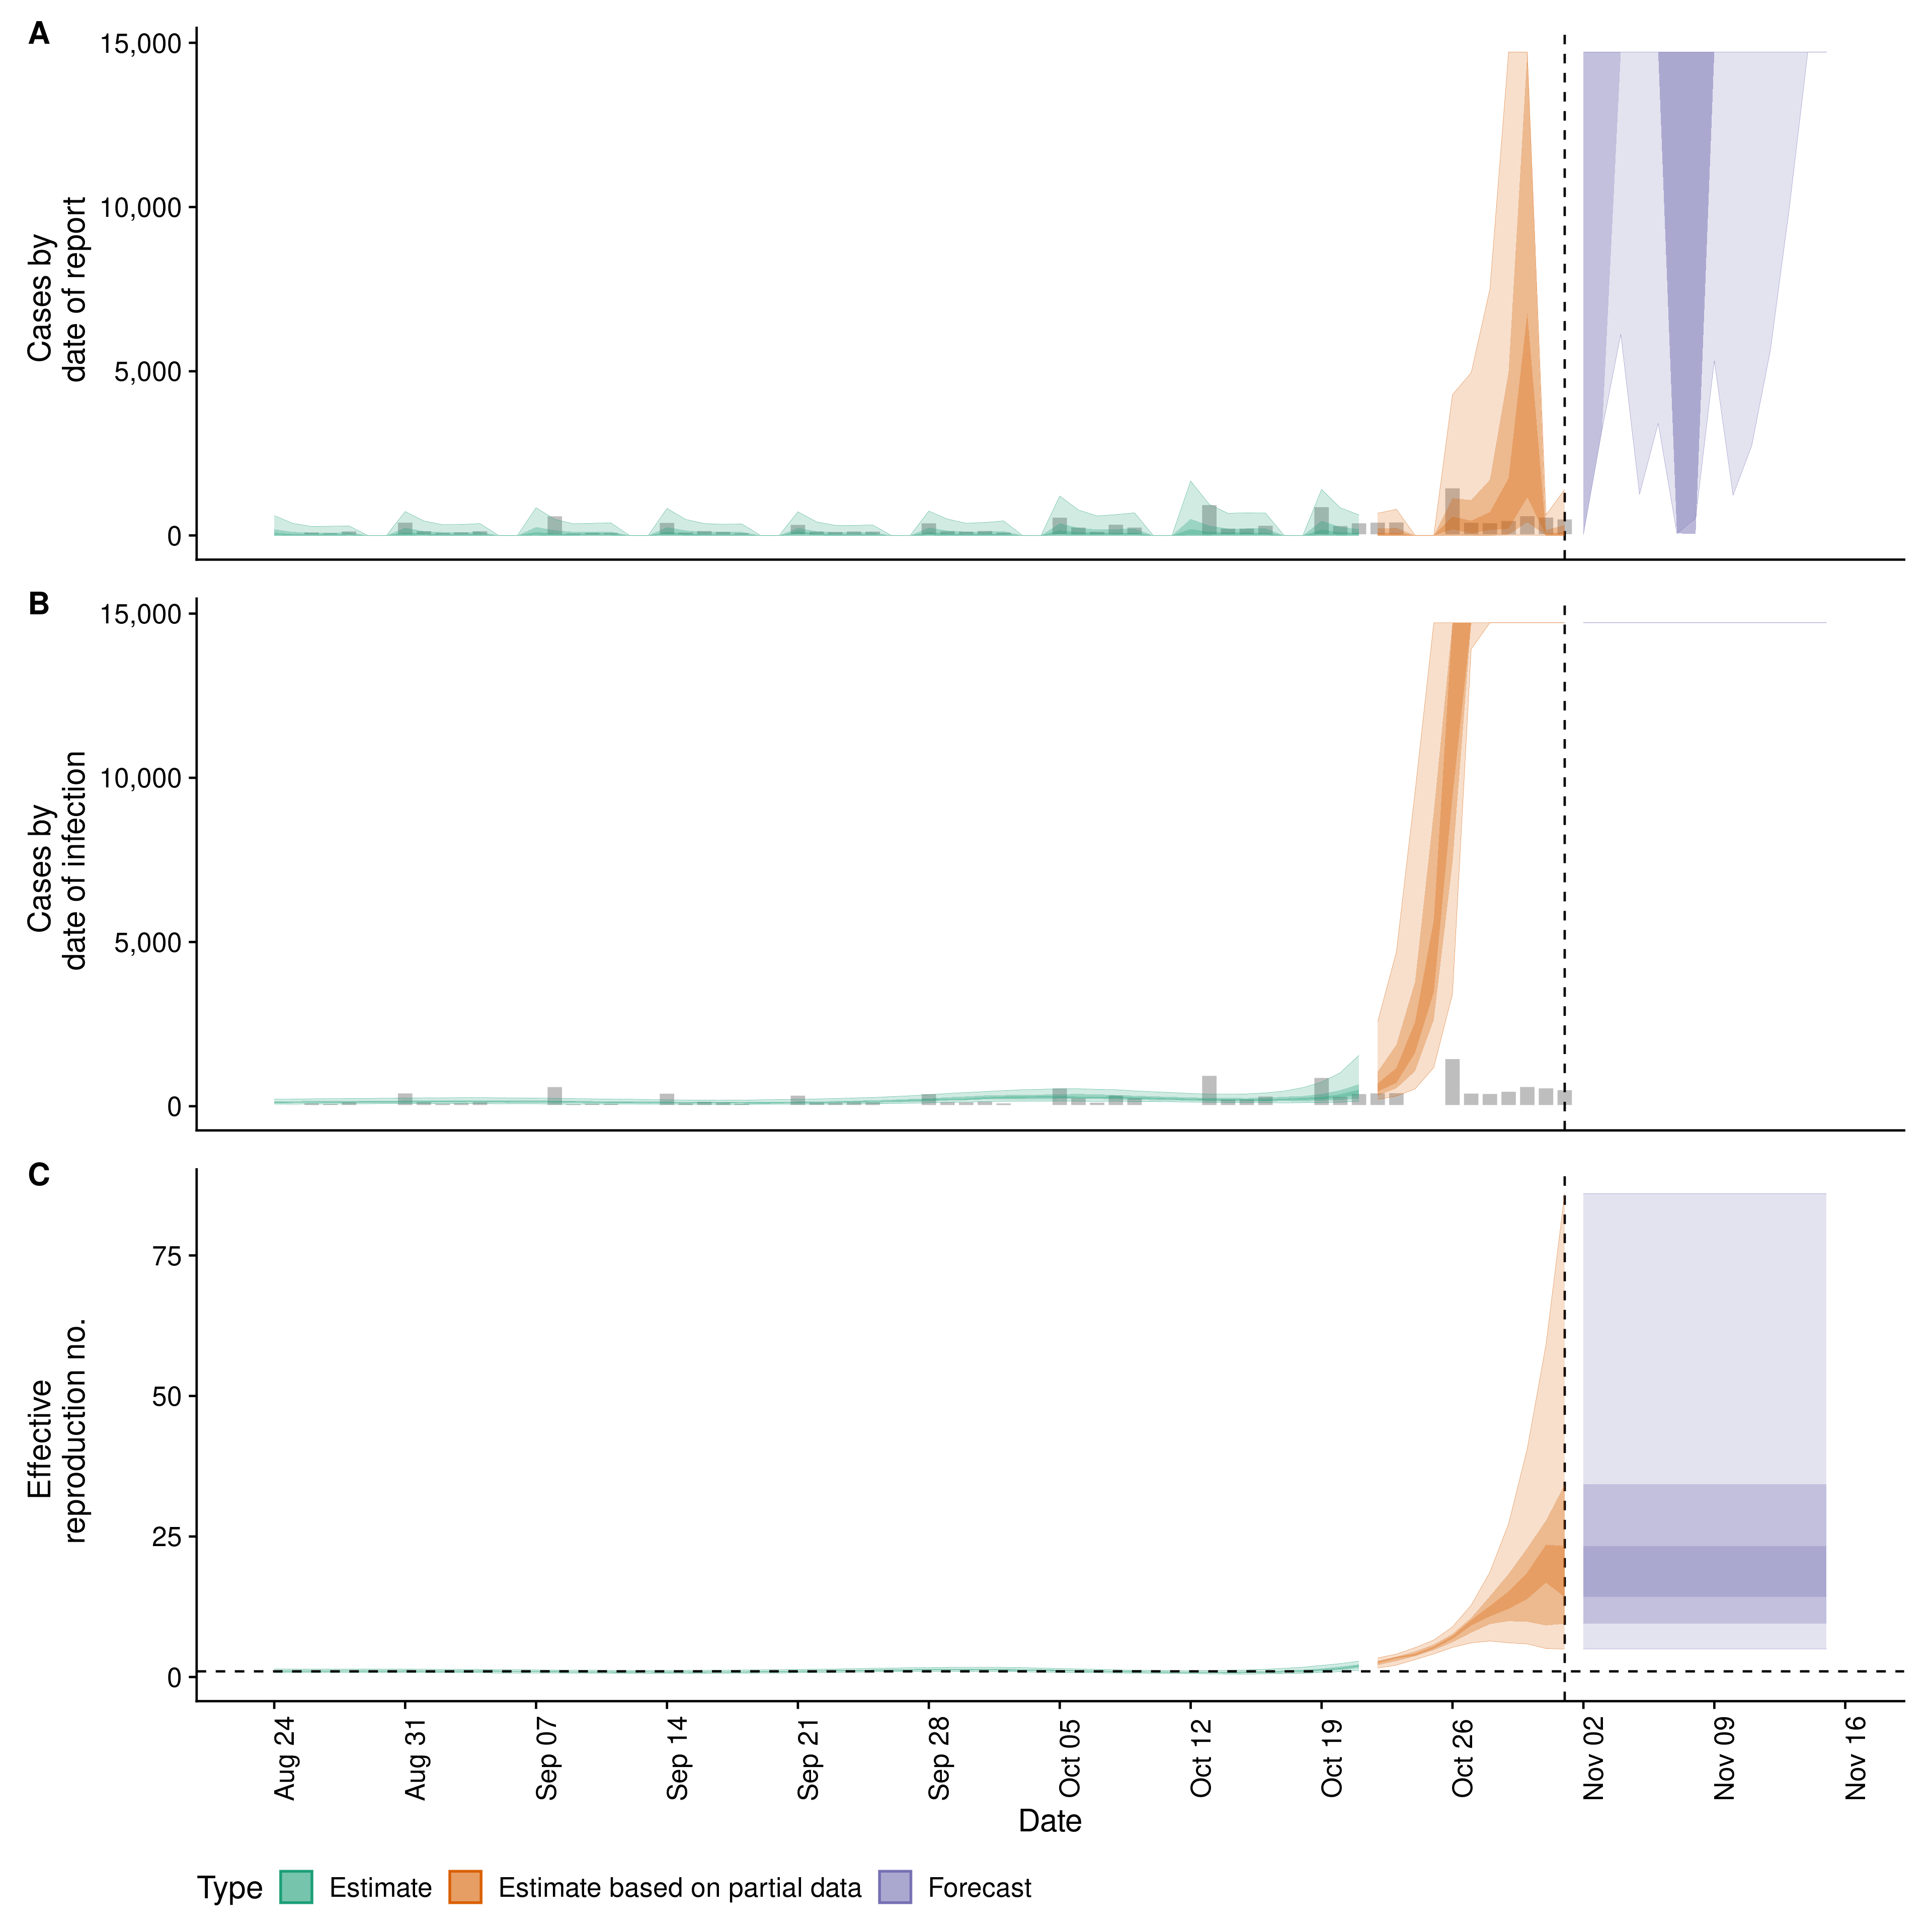 A
15,000
10,000
5,000
0
Cases by
date of report
B
15,000
10,000
5,000
0
Cases by
date of infection
C
75
50
25
0
Effective
reproduction no.
Aug 24
Aug 31
Sep 07
Sep 14
Sep 21
Sep 28
Oct 05
Oct 12
Oct 19
Oct 26
Nov 02
Nov 09
Nov 16
Date
Type Estimate Estimate based on partial data Forecast